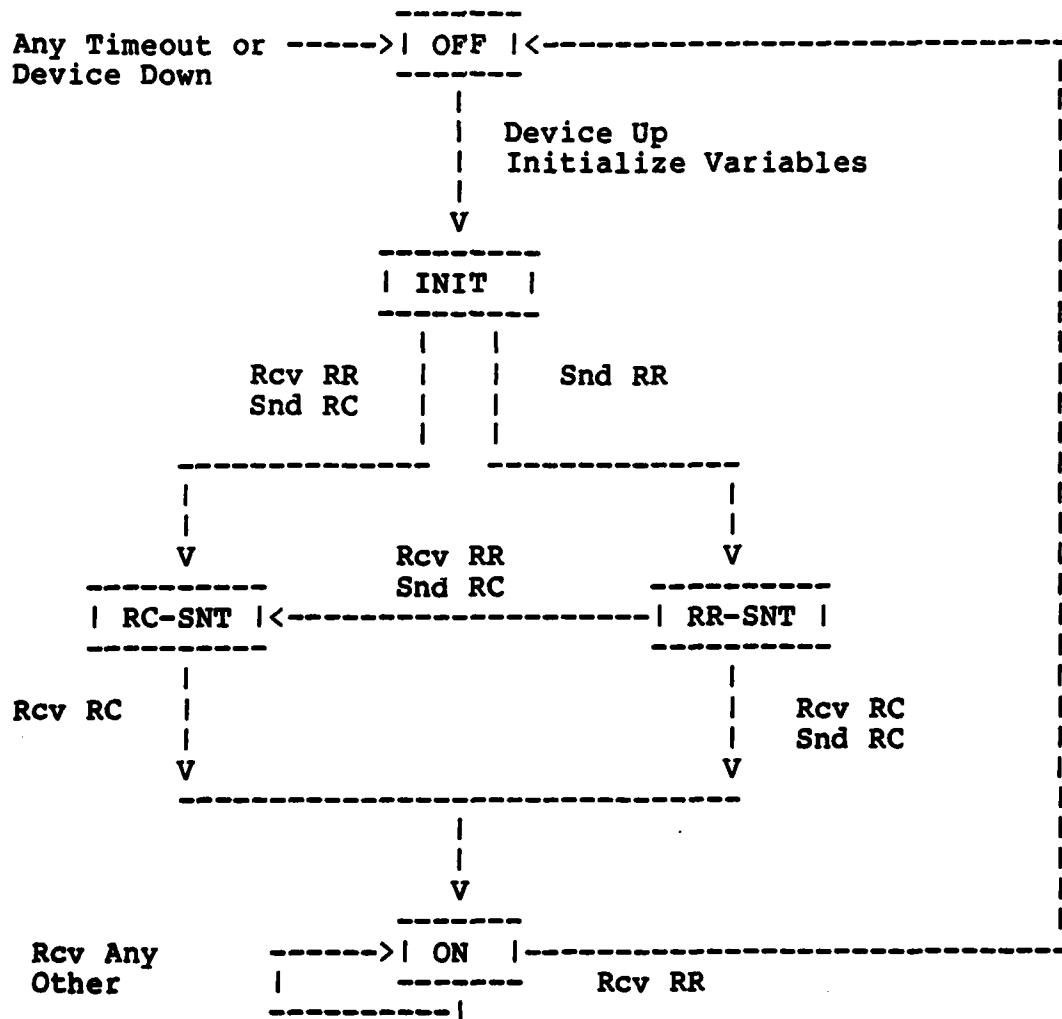 Any Timeout or
Device Down
OFF
Device Up
Initialize Variables
INIT
Rcv RR
Snd RC
Snd RR
Rcv RR
Snd RC
RC-SNT
RR-SNT
Rcv RC
Rcv RC
Snd RC
Rcv Any
Other
ON
Rcv RR